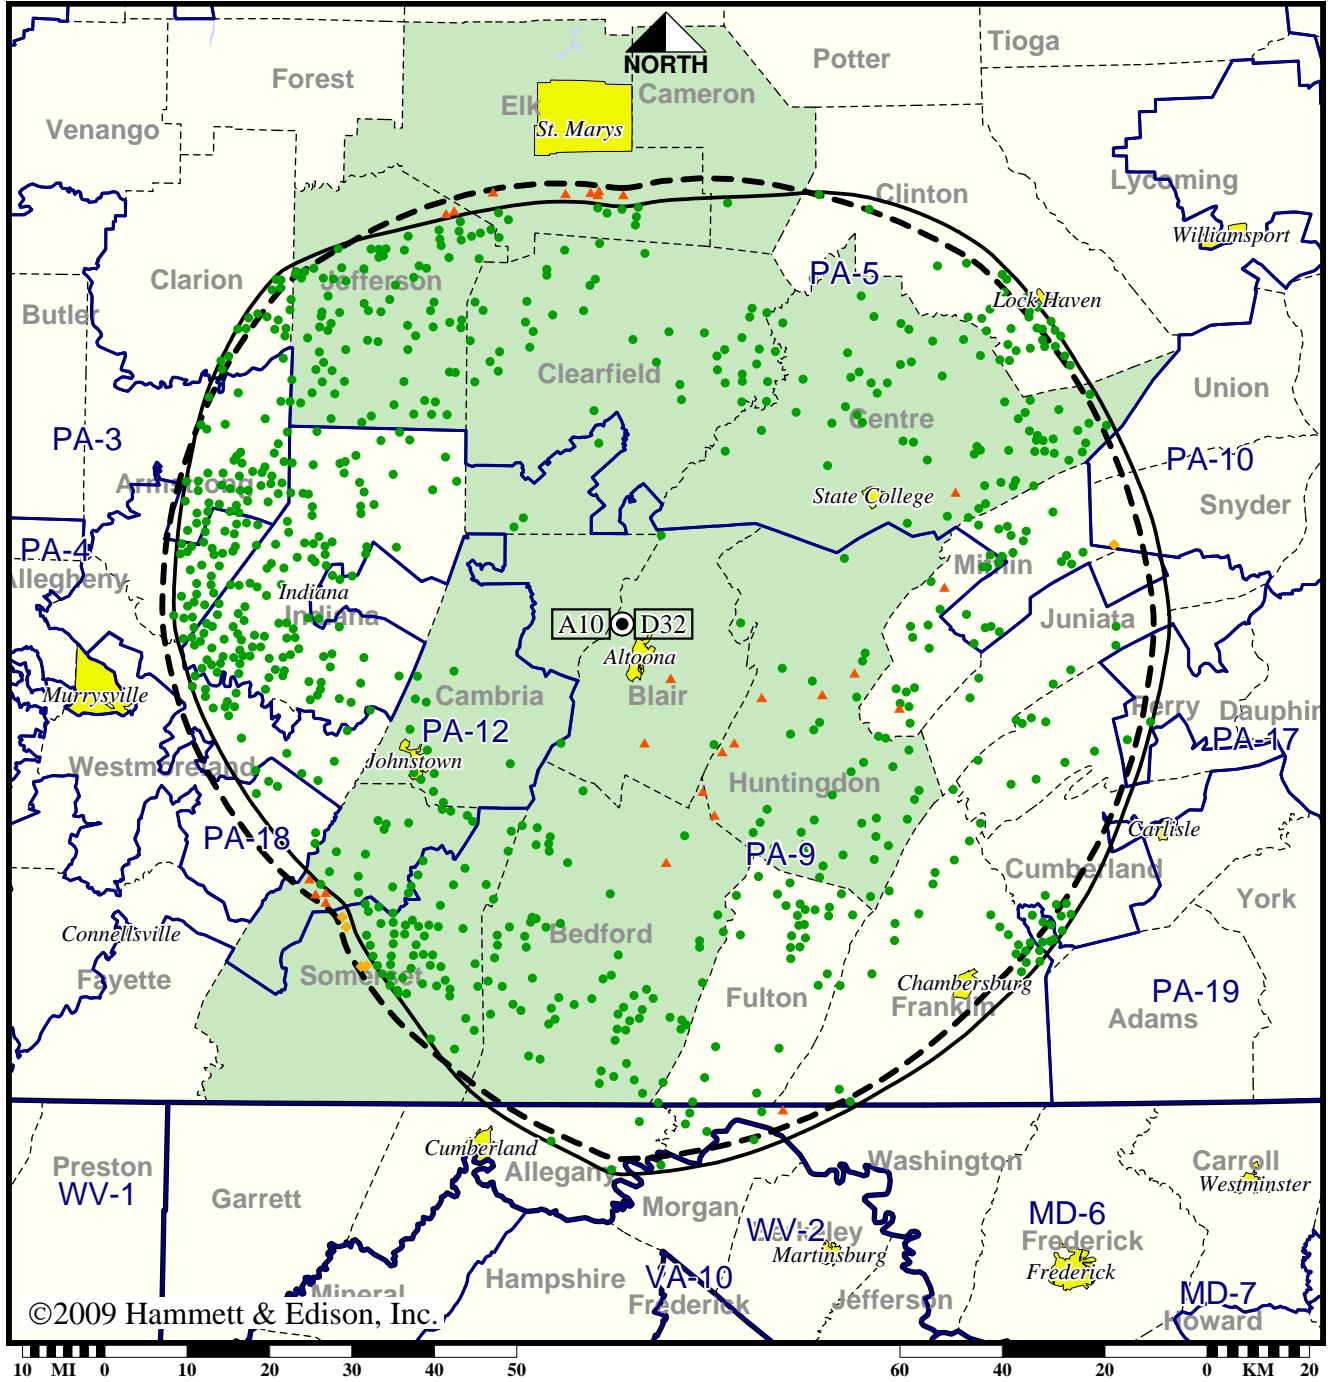 Tioga
Potter
Forest
NORTH
Cameron
Elk
St. Marys
Venango
Lycoming
Clinton
Williamsport
PA-5
Clarion
Jefferson
Lock Haven
Butler
Clearfield
Union
Centre
PA-3
PA-10
Armstrong
State College
Snyder
PA-4
Allegheny
Mifflin
Indiana
Indiana
Juniata
A10
D32
Altoona
Murrysville
Cambria
Blair
Perry
Dauphin
PA-12
PA-17
Johnstown
Westmoreland
Huntingdon
Carlisle
PA-18
PA-9
Cumberland
York
Connellsville
Bedford
Fayette
Somerset
Chambersburg
Fulton
Franklin
PA-19
Adams
Cumberland
Preston
WV-1
Allegany
Washington
Carroll
Westminster
Garrett
Morgan
MD-6
WV-2
Berkeley
Frederick
Martinsburg
Frederick
Hampshire
VA-10
Frederick
Mineral
Jefferson
MD-7
Howard
©2009 Hammett & Edison, Inc.
10 MI 0 10 20 30 40 50
60 40 20 0 KM 20